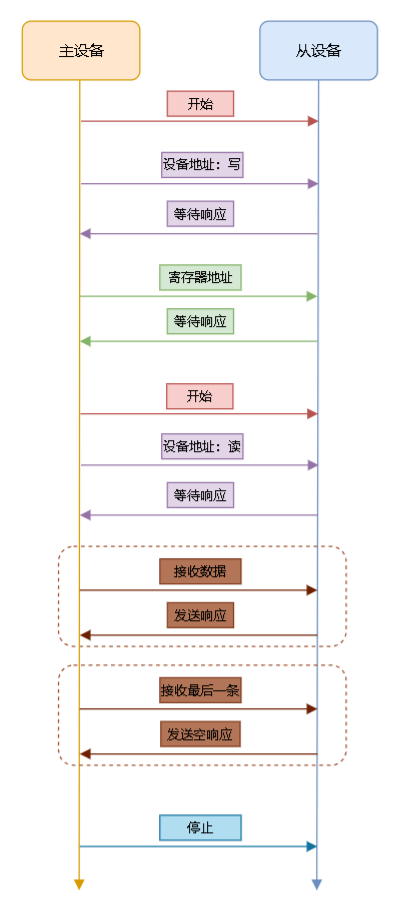 主设备
从设备
开始
设备地址：写
等待响应
寄存器地址
等待响应
开始
设备地址：读
等待响应
接收数据
发送响应
接收最后一条
发送空响应
停止